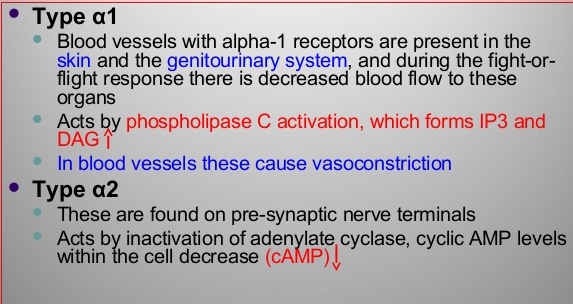 Type α1
Blood vessels with alpha-1 receptors are present in the
skin and the genitourinary system, and during the fight-or-
flight response there is decreased blood flow to these
organs
Acts by phospholipase C activation, which forms IP3 and
DAG↑
In blood vessels these cause vasoconstriction
Type α2
These are found on pre-synaptic nerve terminals
Acts by inactivation of adenylate cyclase, cyclic AMP levels
within the cell decrease (cAMP)↓